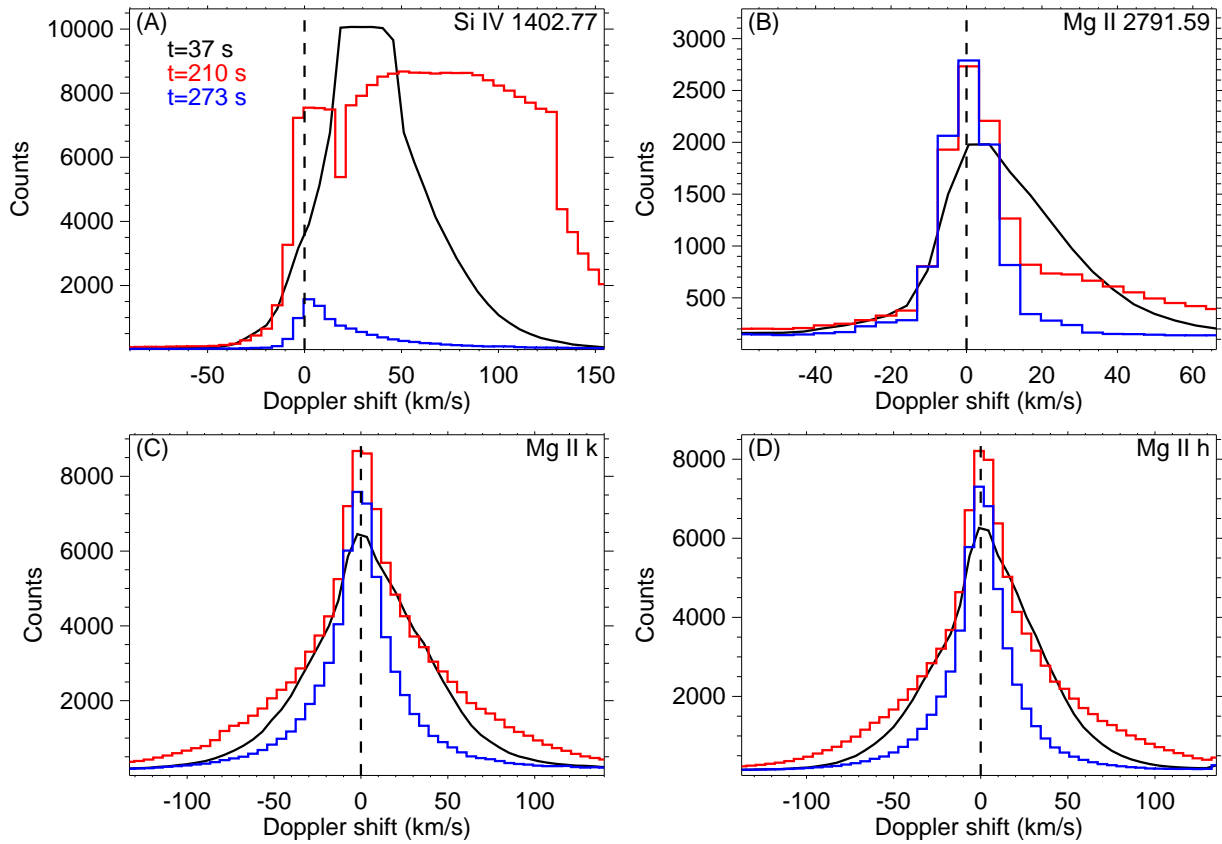 (A) Si IV 1402.77
t=37 s
t=210 s
t=273 s
10000
8000
6000
4000
2000
Counts
-50 0 50 100 150
Doppler shift (km/s)
(B) Mg II 2791.59
3000
2500
2000
1500
1000
500
Counts
-40 -20 0 20 40 60
Doppler shift (km/s)
(C) Mg II k
8000
6000
4000
2000
Counts
-100 -50 0 50 100
Doppler shift (km/s)
(D) Mg II h
8000
6000
4000
2000
Counts
-100 -50 0 50 100
Doppler shift (km/s)